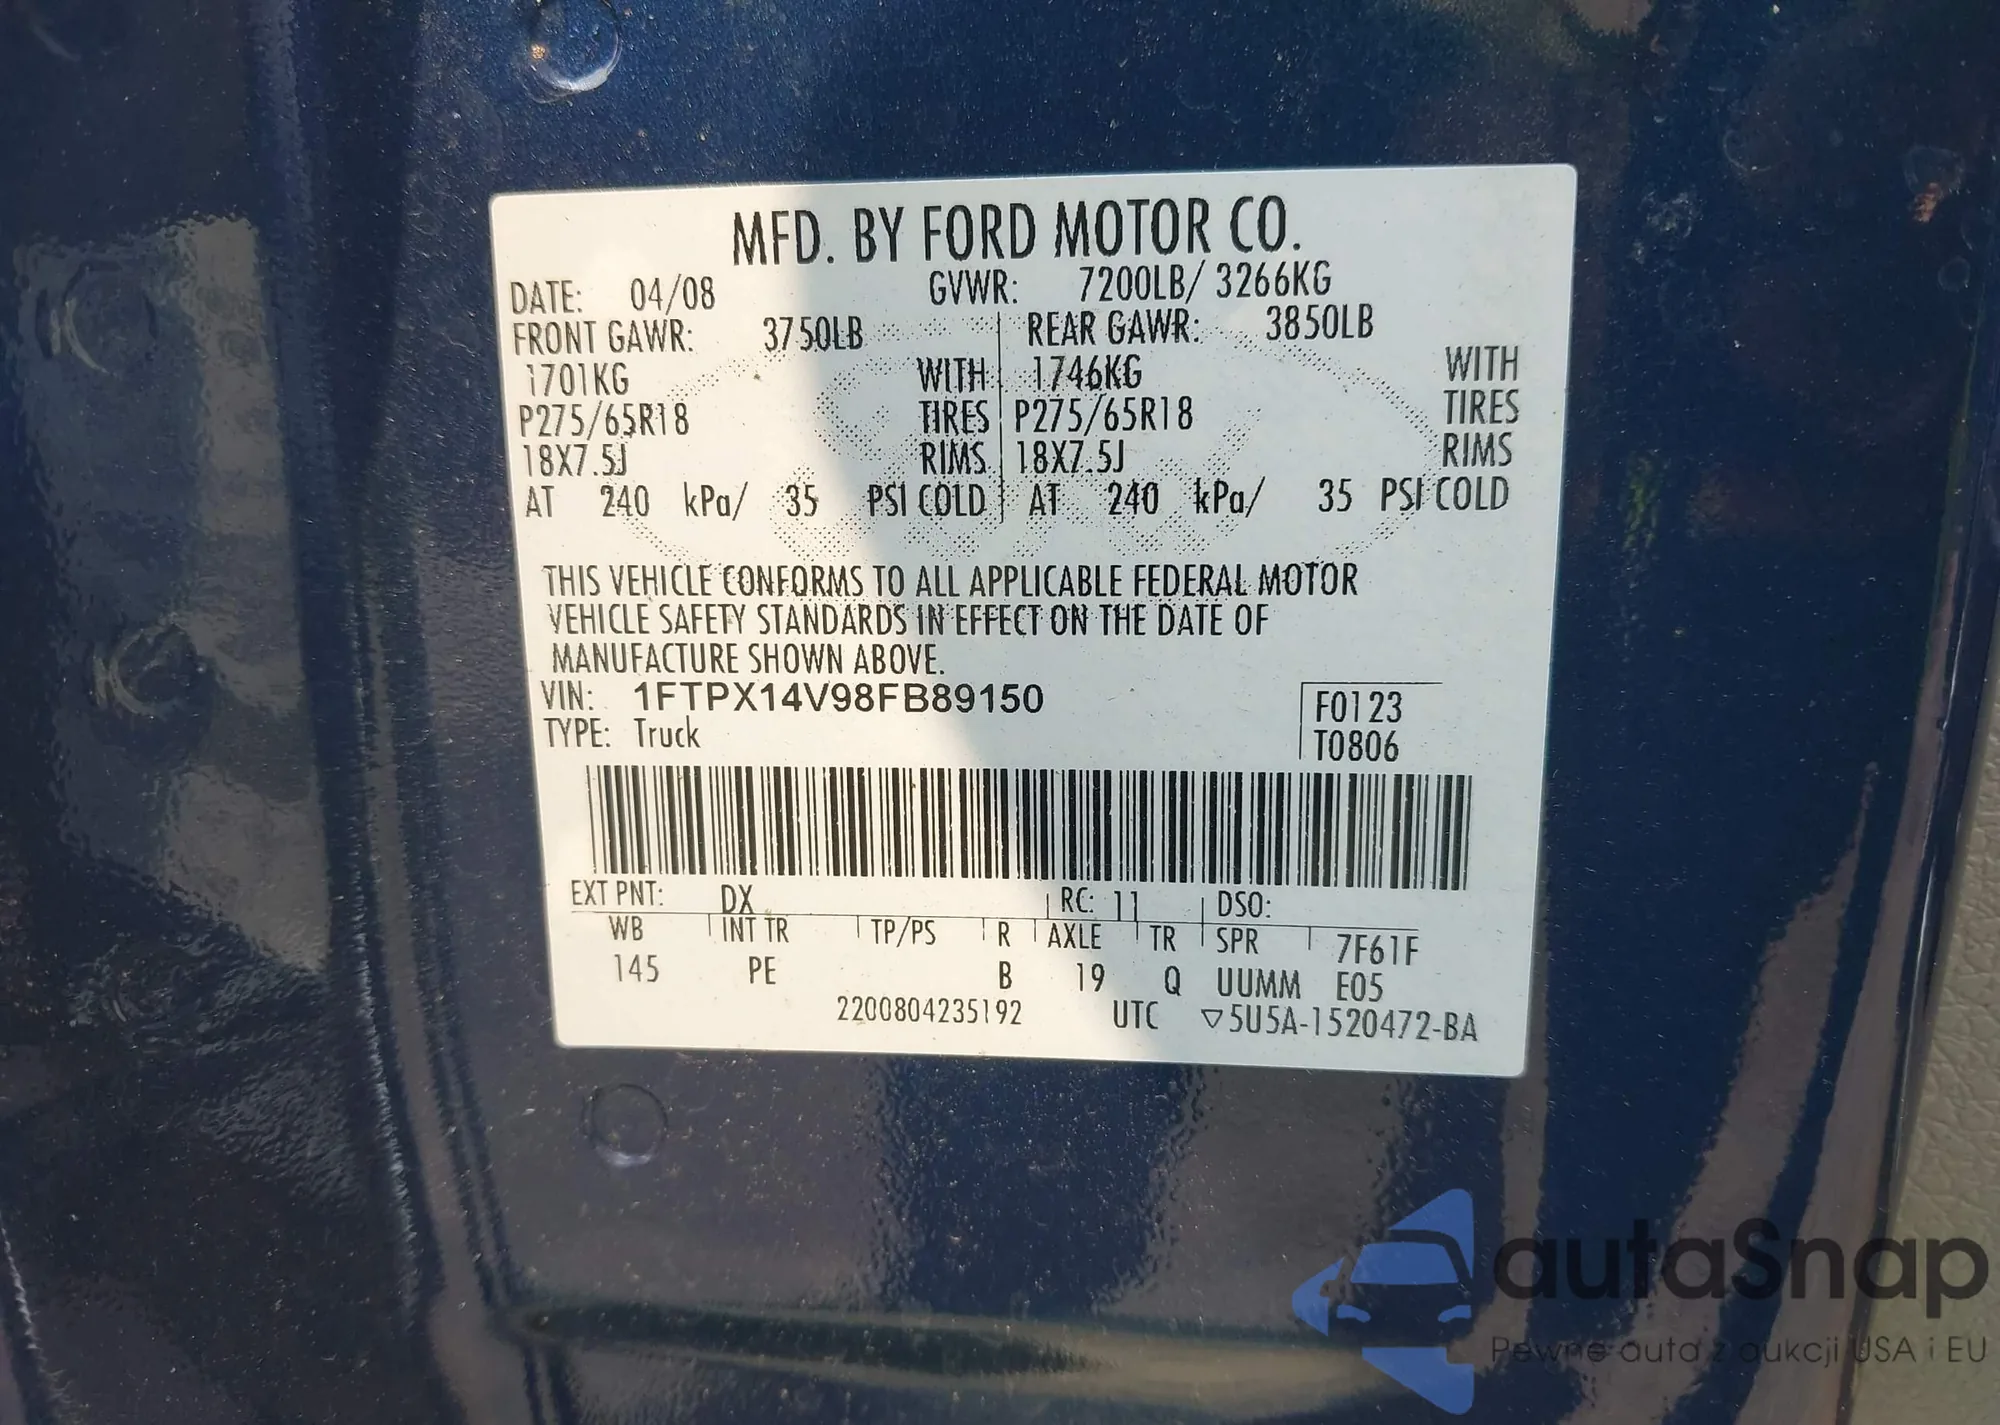 MFD. BY FORD MOTOR CO.
DATE: 04/08 GVWR: 7200LB/ 3266KG
FRONT GAWR: 3750LB REAR GAWR: 3850LB
1701KG WITH 1746KG WITH
P275/65R18 TIRES P275/65R18 TIRES
18X7.5J RIMS 18X7.5J RIMS
AT 240 kPa/ 35 PSI COLD AT 240 kPa/ 35 PSI COLD
THIS VEHICLE CONFORMS TO ALL APPLICABLE FEDERAL MOTOR
VEHICLE SAFETY STANDARDS IN EFFECT ON THE DATE OF
MANUFACTURE SHOWN ABOVE.
VIN: 1FTPX14V98FB89150 F0123
TYPE: Truck T0806
EXT PNT: DX RC: 11 DSO:
WB INT TR TP/PS R AXLE TR SPR 7F61F
145 PE B 19 Q UUMM E05
2200804235192 UTC ▽5U5A-1520472-BA
autaSnap
Pewne auta z aukcji USA i EU